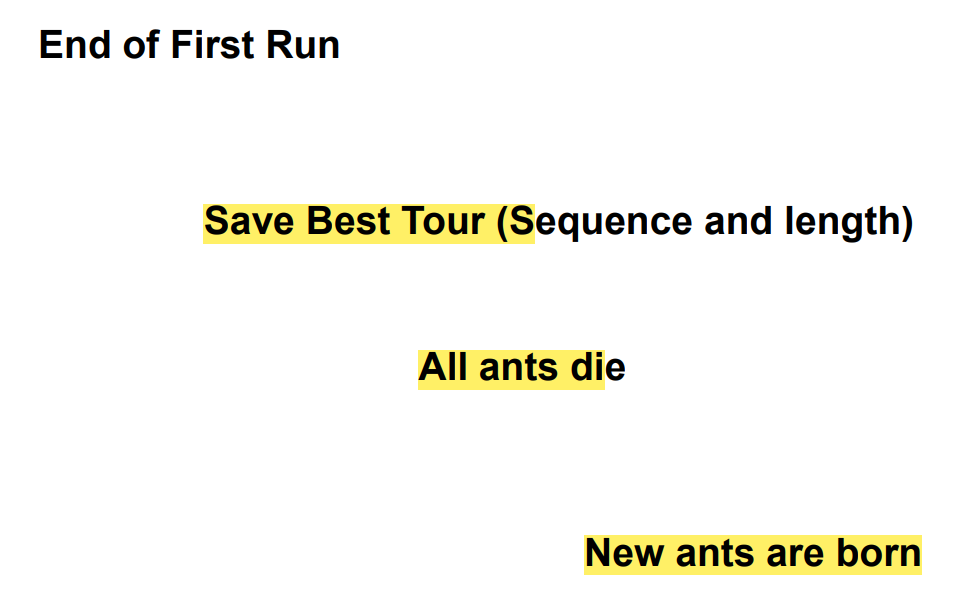 End of First Run
Save Best Tour (Sequence and length)
All ants die
New ants are born